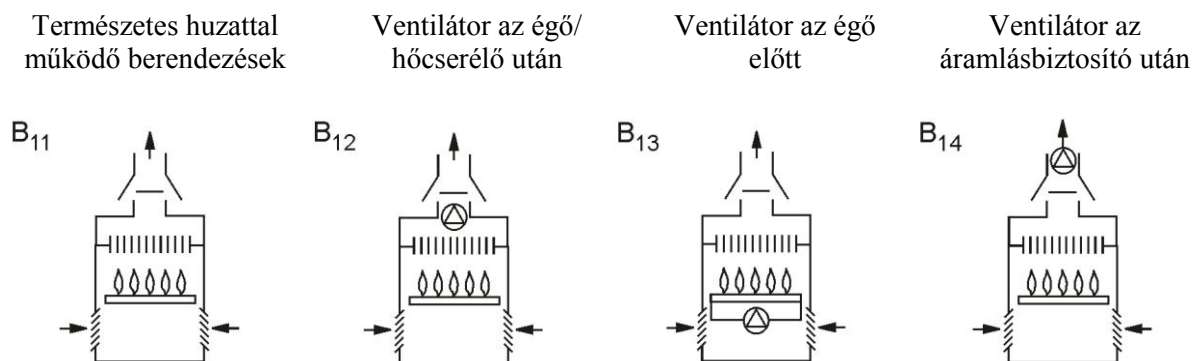 Természetes huzattal
működő berendezések
Ventilátor az égő/
hőcserélő után
Ventilátor az égő
előtt
Ventilátor az
áramlásbiztosító után
B11
B12
B13
B14